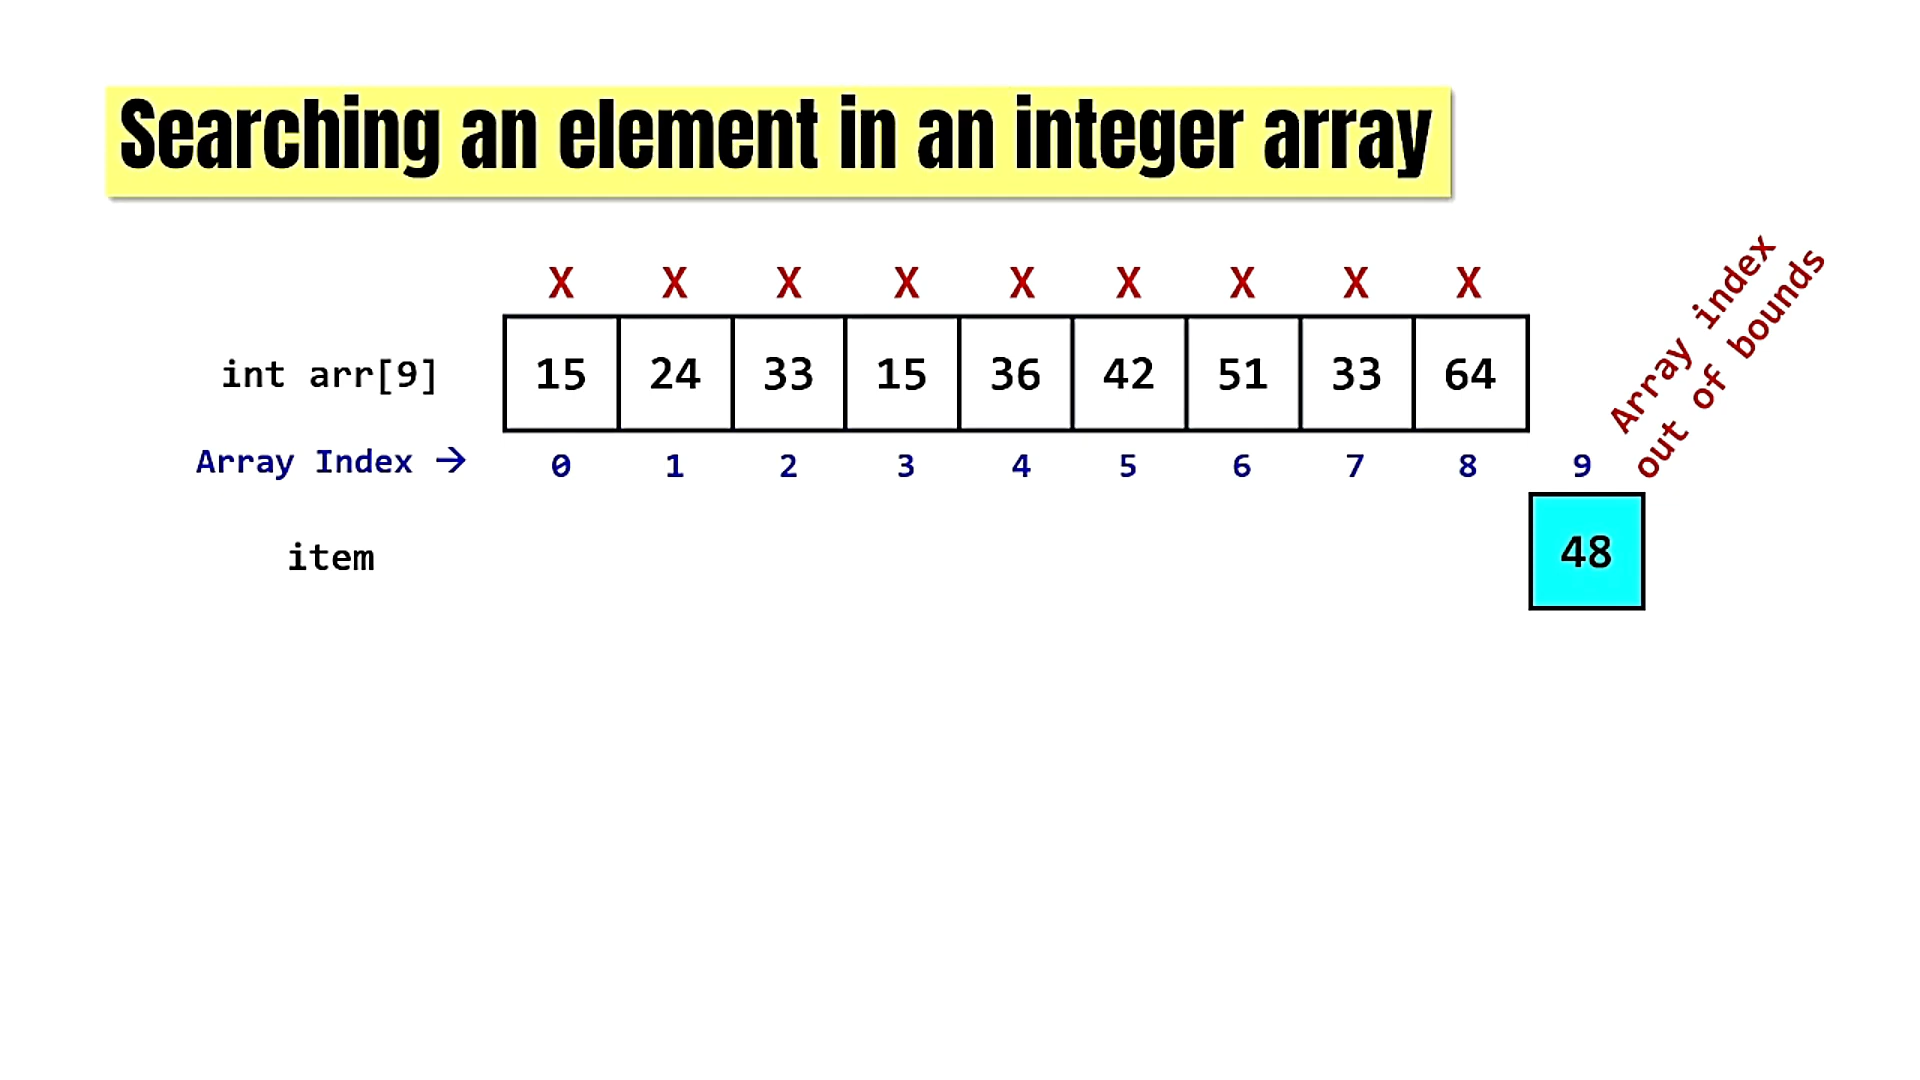 Searching an element in an integer array
X X X X X X X X X
int arr[9] 15 24 33 15 36 42 51 33 64
Array Index → 0 1 2 3 4 5 6 7 8 9
Array index
out of bounds
item 48